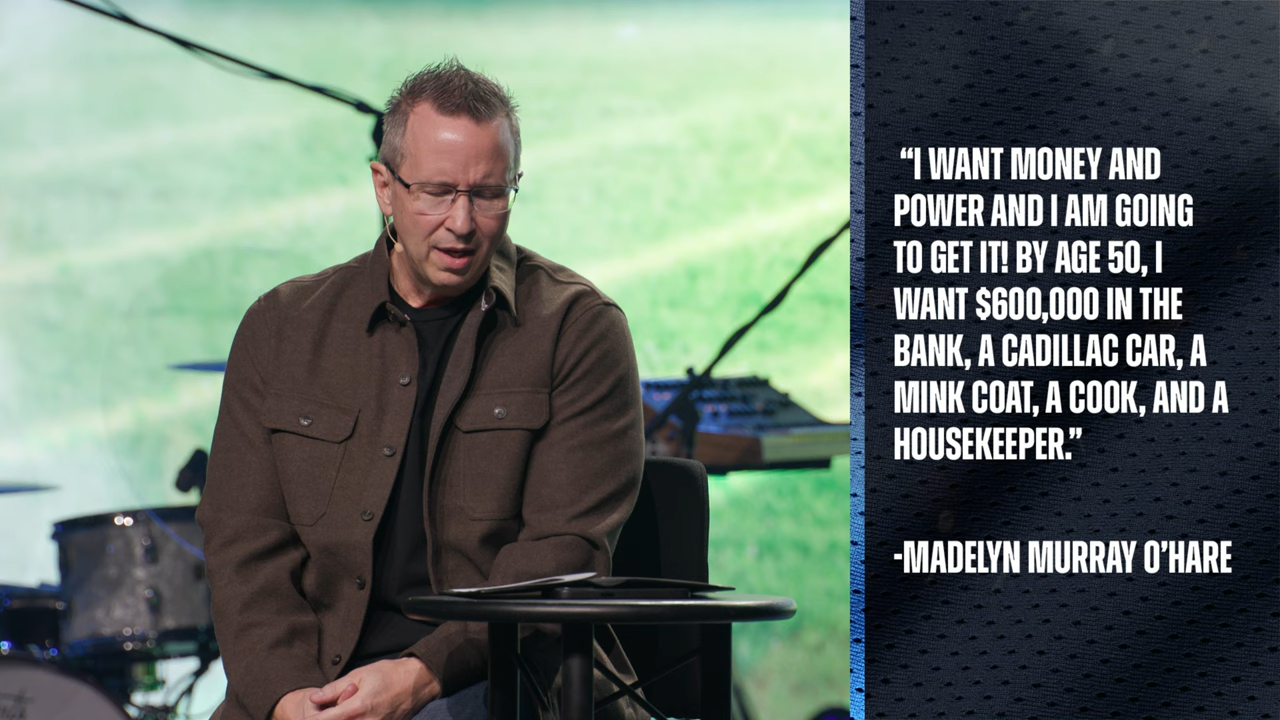 “I WANT MONEY AND
POWER AND I AM GOING
TO GET IT! BY AGE 50, I
WANT $600,000 IN THE
BANK, A CADILLAC CAR, A
MINK COAT, A COOK, AND A
HOUSEKEEPER.”
-MADELYN MURRAY O’HARE